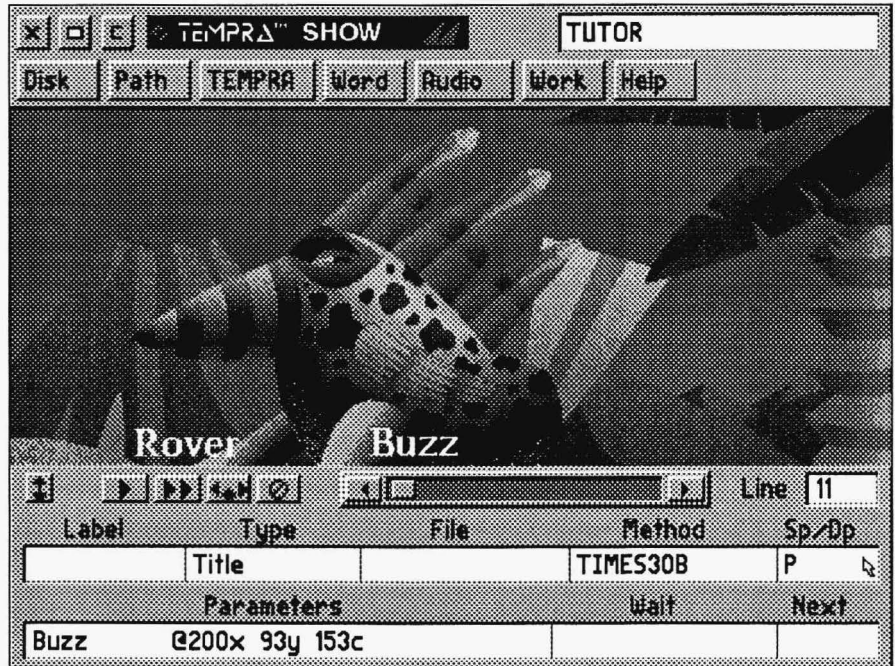 X C TEMPRA™ SHOW TUTOR
Disk Path TEMPRA Word Audio Work Help
Rover Buzz
Line 11
Label Type File Method Sp/Dp
Title TIMES30B P
Parameters Wait Next
Buzz @200x 93y 153c